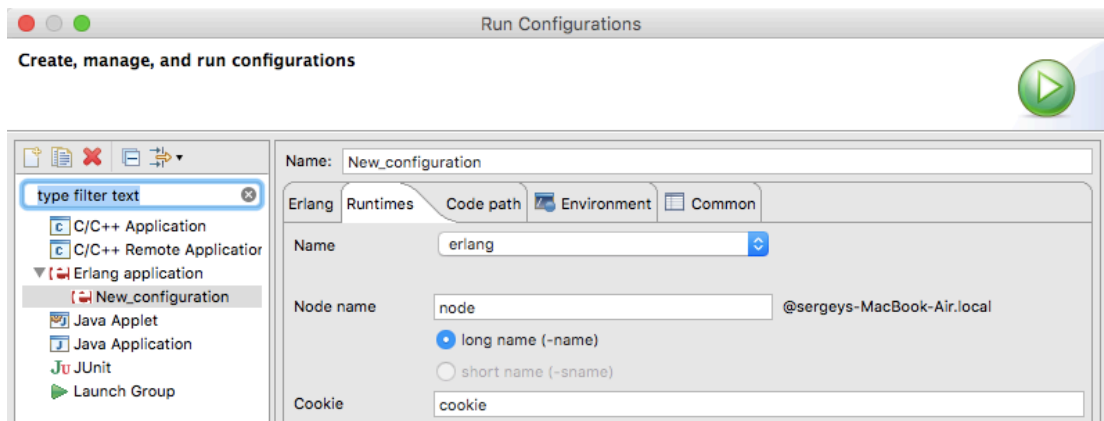 Run Configurations
Create, manage, and run configurations
type filter text
C/C++ Application
C/C++ Remote Application
Erlang application
New_configuration
Java Applet
Java Application
JUnit
Launch Group
Name: New_configuration
Erlang Runtimes Code path Environment Common
Name erlang
Node name node @sergeys-MacBook-Air.local
long name (-name)
short name (-sname)
Cookie cookie